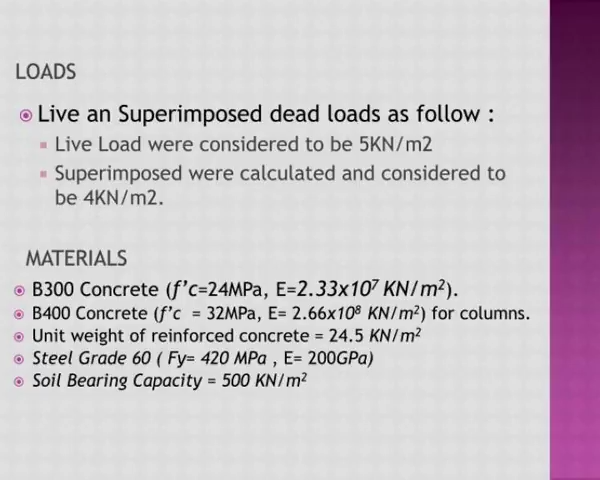 LOADS
Live an Superimposed dead loads as follow :
Live Load were considered to be 5KN/m2
Superimposed were calculated and considered to
be 4KN/m2.
MATERIALS
B300 Concrete (f'c=24MPa, E=2.33x10⁷ KN/m²).
B400 Concrete (f'c = 32MPa, E= 2.66x10⁸ KN/m²) for columns.
Unit weight of reinforced concrete = 24.5 KN/m²
Steel Grade 60 ( Fy= 420 MPa , E= 200GPa)
Soil Bearing Capacity = 500 KN/m²